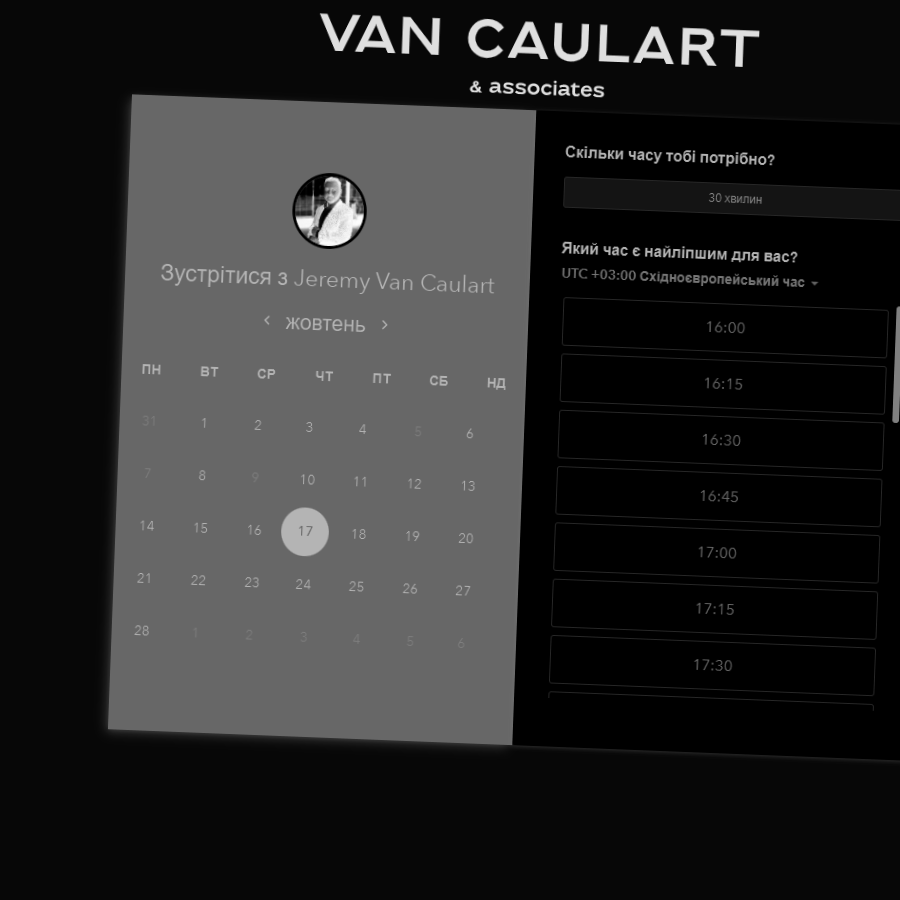 VAN CAULART
& associates
Зустрітися з Jeremy Van Caulart
жовтень
ПН ВТ СР ЧТ ПТ СБ НД
31 1 2 3 4 5 6
7 8 9 10 11 12 13
14 15 16 17 18 19 20
21 22 23 24 25 26 27
28 1 2 3 4 5 6
Скільки часу тобі потрібно?
30 хвилин
Який час є найліпшим для вас?
UTC +03:00 Східноєвропейський час
16:00
16:15
16:30
16:45
17:00
17:15
17:30